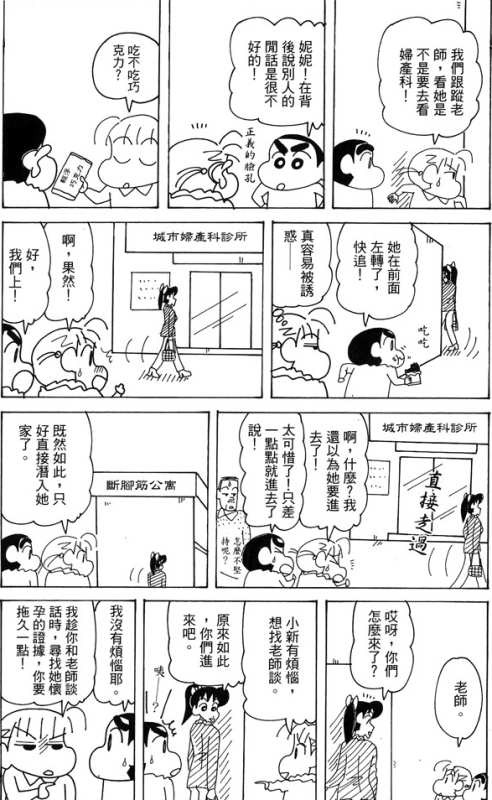 我們跟蹤老
師，看她是
不是要去看
婦產科！
妮妮！在背
後說別人的
閒話是很不
好的！
正義的臉孔
吃不吃巧
克力？
她在前面
左轉了，
快追！
吃吃
真容易被誘
惑——
城市婦產科診所
啊，果然！
好，
我們上！
城市婦產科診所
直接走過
啊，什麼？我
還以為她要進
去了！
太可惜了！只差
一點點就進去了
說！
怎麼不堅
持呢？
斷腳筋公寓
既然如此，只
好直接潛入她
家了。
老師。
哎呀，你們
怎麼來了？
小新有煩惱，
想找老師談。
原來如此
，你們進
來吧。
咦
？
我沒有煩惱耶。
我趁你和老師談
話時，尋找她懷
孕的證據，你要
拖久一點！